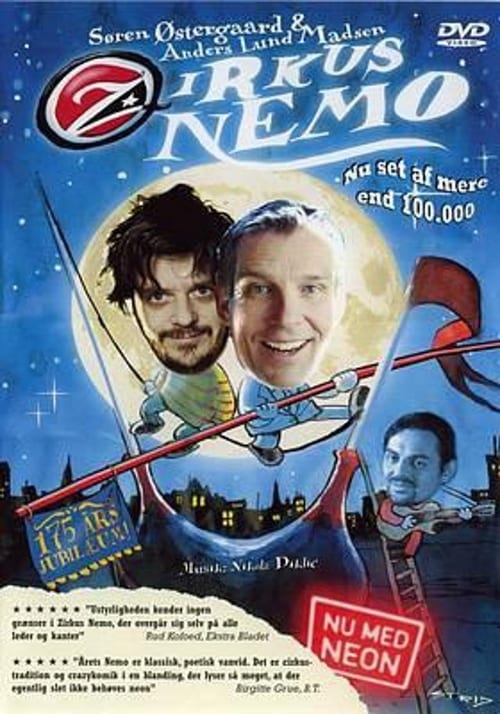 Søren Østergaard &
Anders Lund Madsen
DVD
VIDEO
ZIRKUS
NEMO
Nu set af mere
end 100.000
175 ÅRS
JUBILÆUM!
Musik: Nikola Diklić
★★★★★★ "Ustyrligheden kender ingen
grænser i Zirkus Nemo, der overgår sig selv på alle
leder og kanter" Rud Kofoed, Ekstra Bladet
★★★★★★ "Årets Nemo er klassisk, poetisk vanvid. Det er cirkus-
tradition og crazykomik i en blanding, der lyser så meget, at der
egentlig slet ikke behøves neon" Birgitte Grue, B.T.
NU MED
NEON
STRID